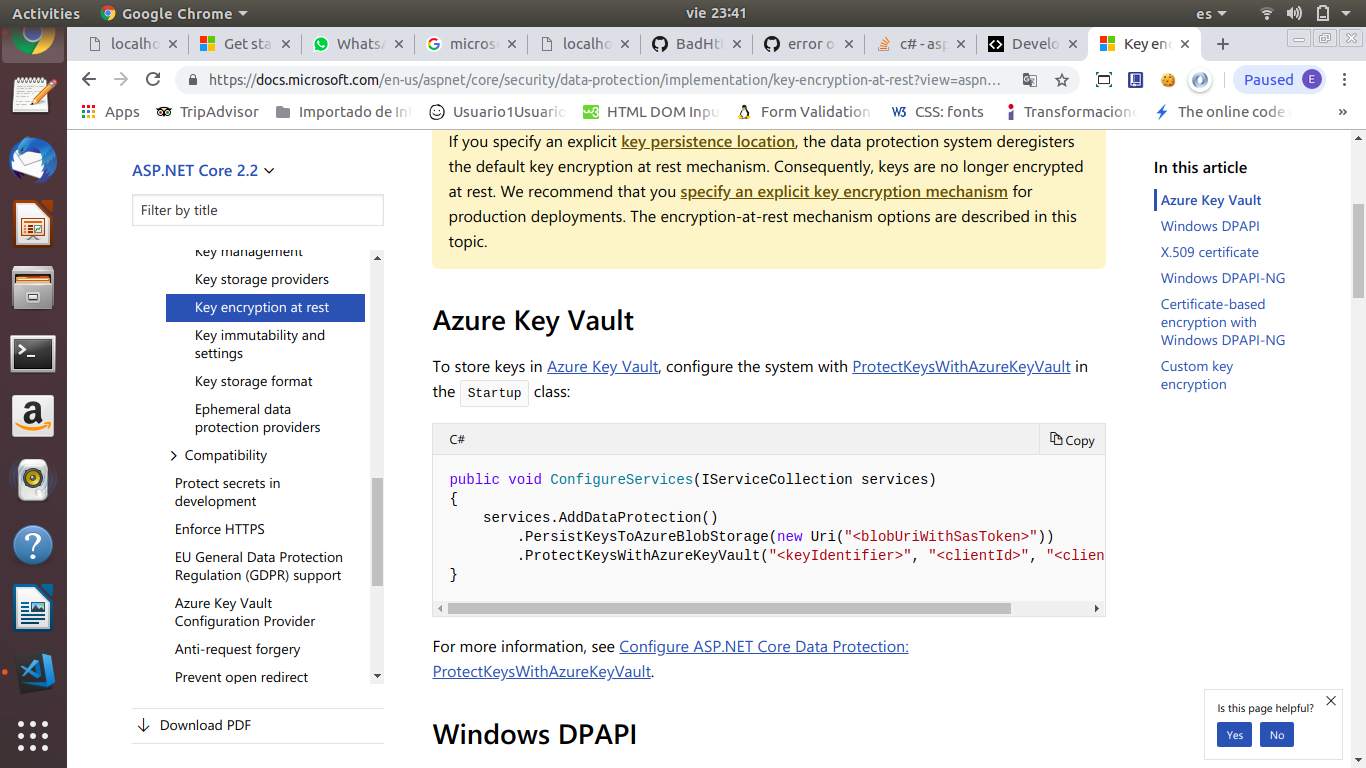 Activities
Google Chrome
vie 23:41
es
localho
Get sta
WhatsA
micros
localho
BadHtt
error o
c# - asp
Develo
Key en
https://docs.microsoft.com/en-us/aspnet/core/security/data-protection/implementation/key-encryption-at-rest?view=aspn...
Paused
E
Apps
TripAdvisor
Importado de In
Usuario1Usuario
HTML DOM Inpu
Form Validation
CSS: fonts
Transformacione
The online code
»
ASP.NET Core 2.2
Filter by title
Key management
Key storage providers
Key encryption at rest
Key immutability and
settings
Key storage format
Ephemeral data
protection providers
Compatibility
Protect secrets in
development
Enforce HTTPS
EU General Data Protection
Regulation (GDPR) support
Azure Key Vault
Configuration Provider
Anti-request forgery
Prevent open redirect
Download PDF
If you specify an explicit key persistence location, the data protection system deregisters
the default key encryption at rest mechanism. Consequently, keys are no longer encrypted
at rest. We recommend that you specify an explicit key encryption mechanism for
production deployments. The encryption-at-rest mechanism options are described in this
topic.
Azure Key Vault
To store keys in Azure Key Vault, configure the system with ProtectKeysWithAzureKeyVault in
the Startup class:
C#
Copy
public void ConfigureServices(IServiceCollection services)
{
    services.AddDataProtection()
        .PersistKeysToAzureBlobStorage(new Uri("<blobUriWithSasToken>"))
        .ProtectKeysWithAzureKeyVault("<keyIdentifier>", "<clientId>", "<clien
}
For more information, see Configure ASP.NET Core Data Protection:
ProtectKeysWithAzureKeyVault.
Windows DPAPI
In this article
Azure Key Vault
Windows DPAPI
X.509 certificate
Windows DPAPI-NG
Certificate-based
encryption with
Windows DPAPI-NG
Custom key
encryption
Is this page helpful?
Yes
No